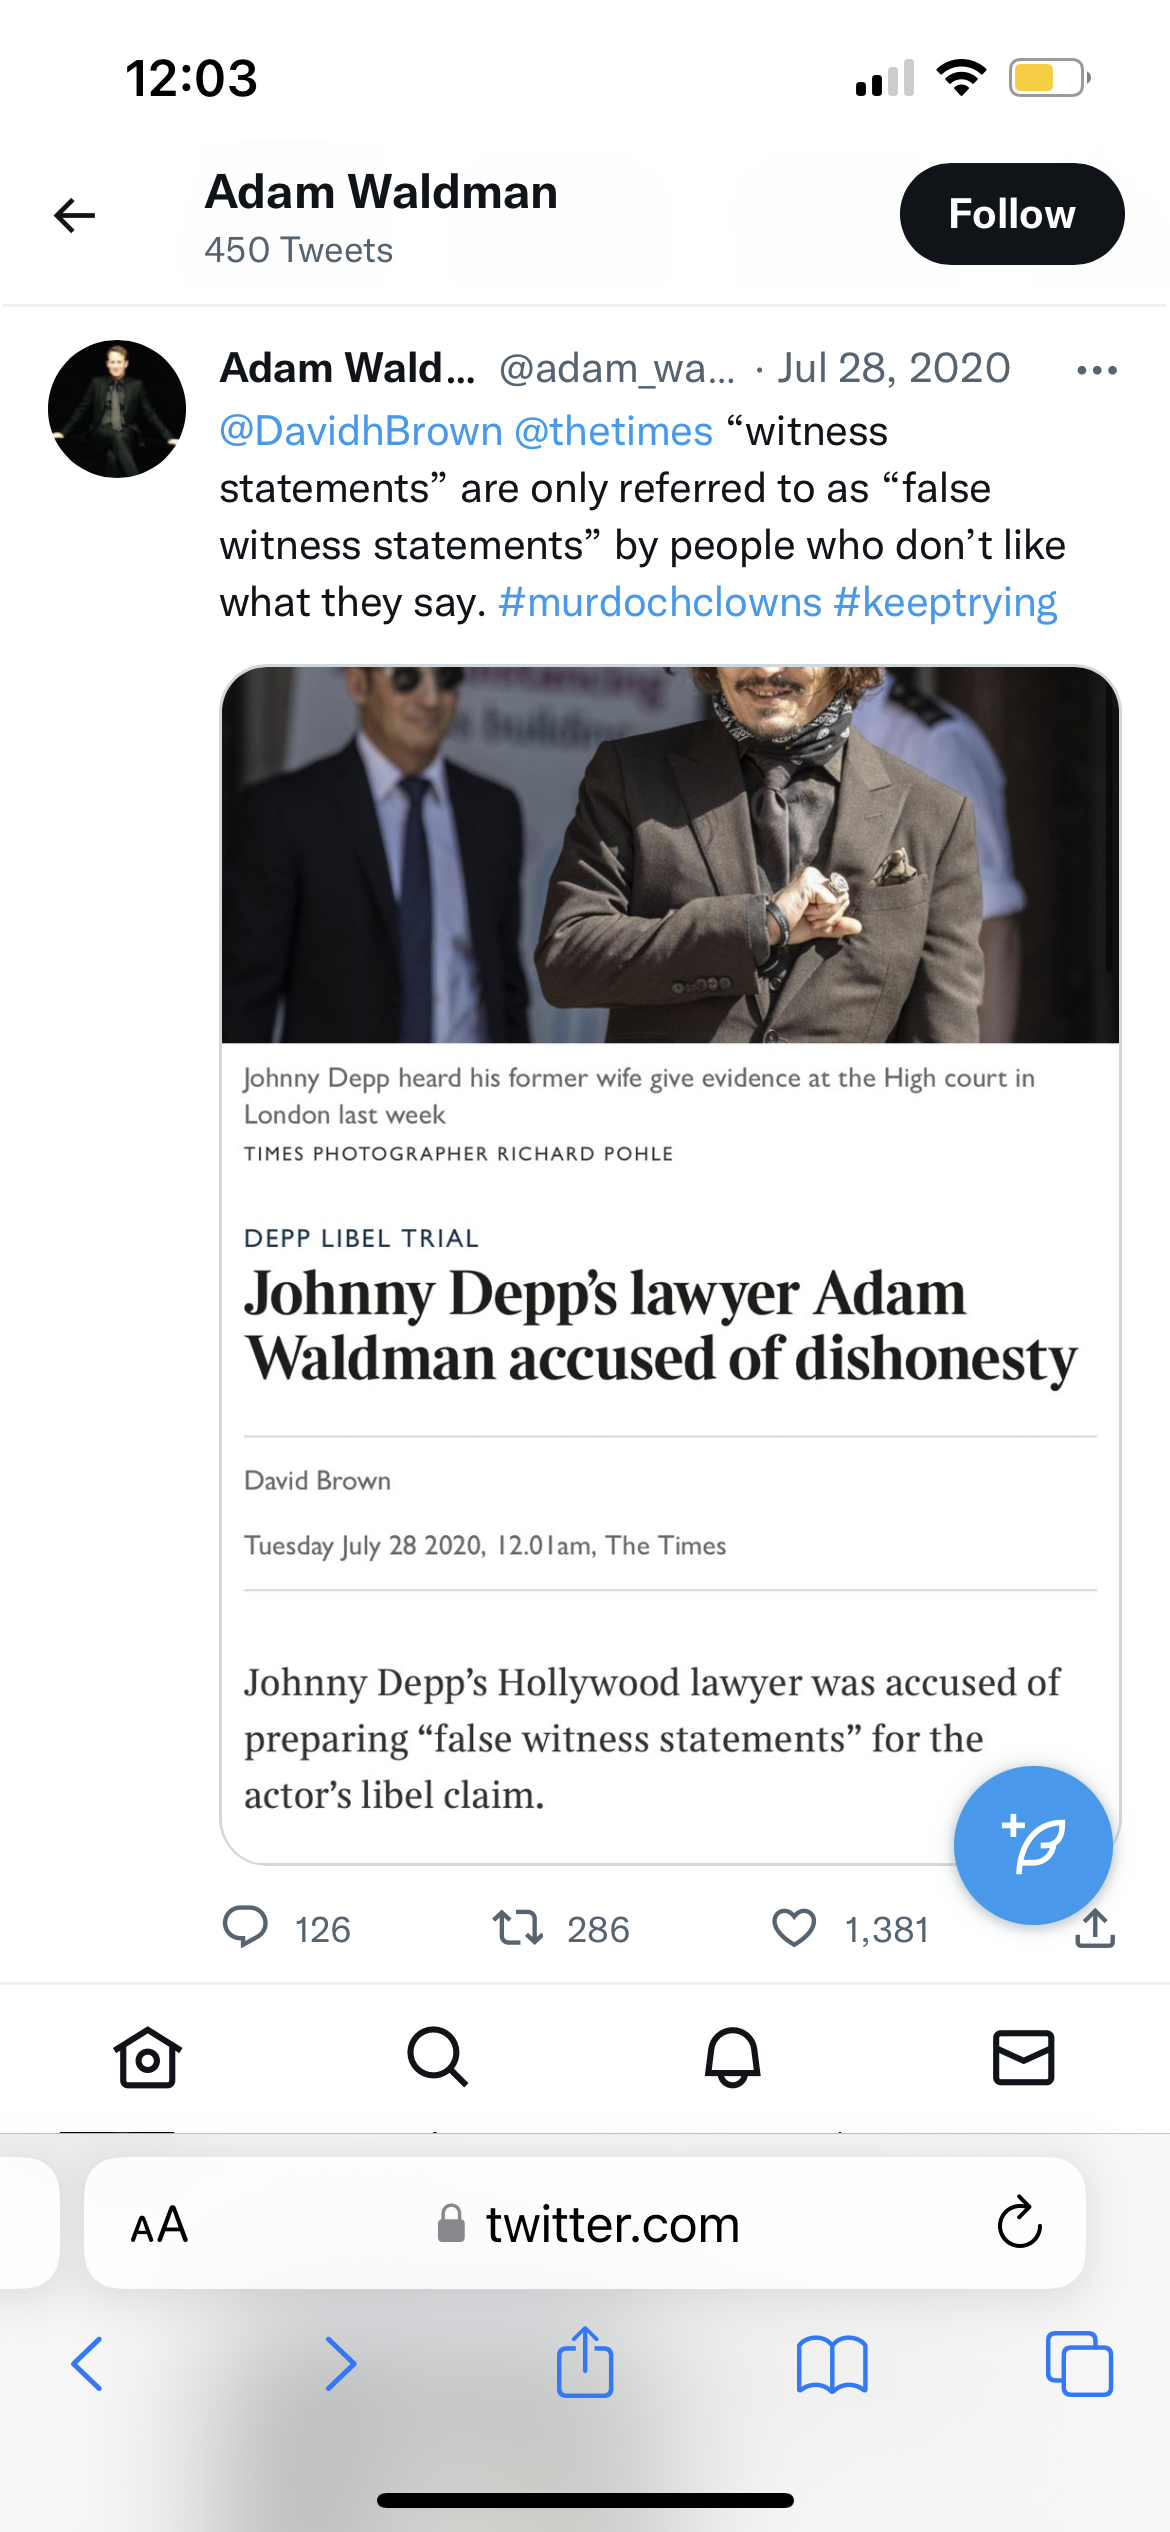 12:03
Adam Waldman
450 Tweets
Follow
Adam Wald... @adam_wa... · Jul 28, 2020
@DavidhBrown @thetimes “witness
statements” are only referred to as “false
witness statements” by people who don’t like
what they say. #murdochclowns #keeptrying
Johnny Depp heard his former wife give evidence at the High court in
London last week
TIMES PHOTOGRAPHER RICHARD POHLE
DEPP LIBEL TRIAL
Johnny Depp’s lawyer Adam
Waldman accused of dishonesty
David Brown
Tuesday July 28 2020, 12.01am, The Times
Johnny Depp’s Hollywood lawyer was accused of
preparing “false witness statements” for the
actor’s libel claim.
126 286 1,381
AA twitter.com